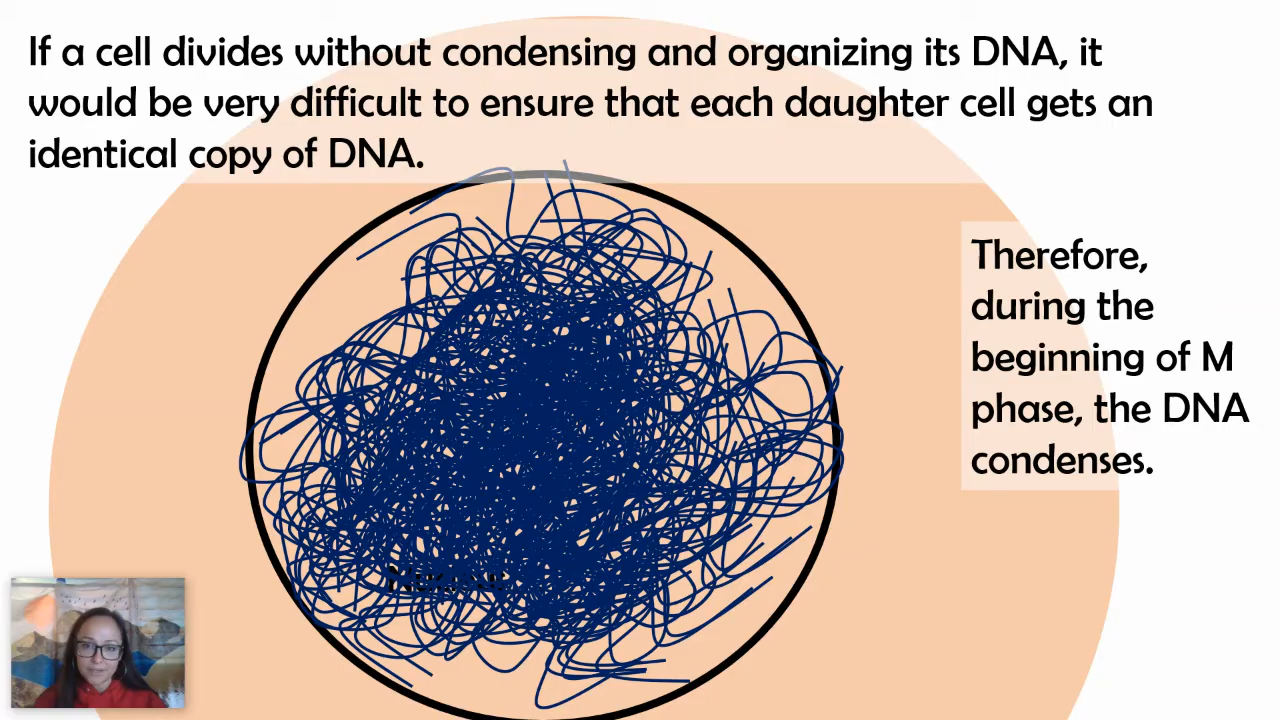 If a cell divides without condensing and organizing its DNA, it
would be very difficult to ensure that each daughter cell gets an
identical copy of DNA.
Therefore,
during the
beginning of M
phase, the DNA
condenses.